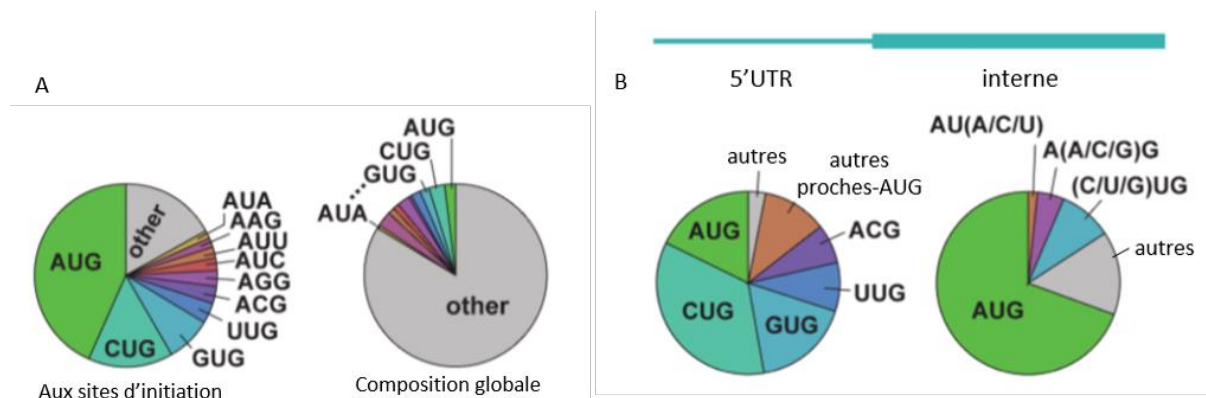 A
AUG
other
AUA
AAG
AUU
AUC
AGG
ACG
UUG
GUG
CUG
Aux sites d'initiation
AUG
CUG
GUG
AUA
other
Composition globale
B
5'UTR
interne
autres
autres
proches-AUG
ACG
UUG
GUG
CUG
AUG
AU(A/C/U)
A(A/C/G)G
(C/U/G)UG
autres
AUG